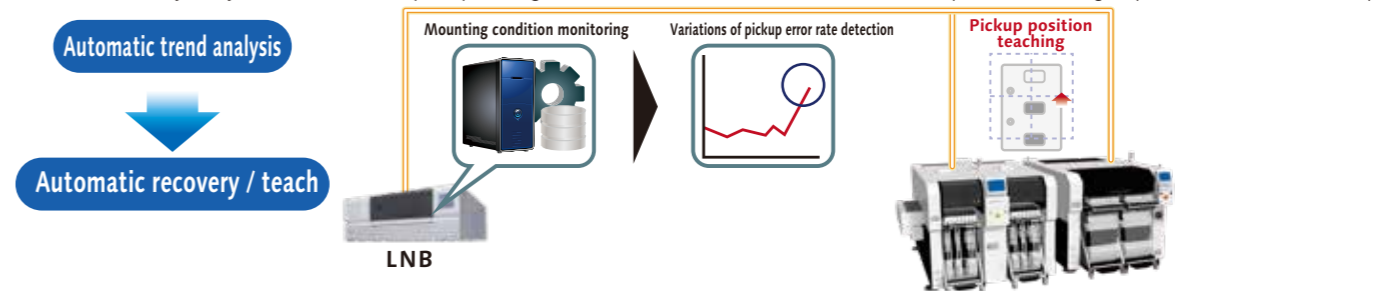 Automatic trend analysis
Automatic recovery / teach
Mounting condition monitoring
Variations of pickup error rate detection
Pickup position
teaching
LNB